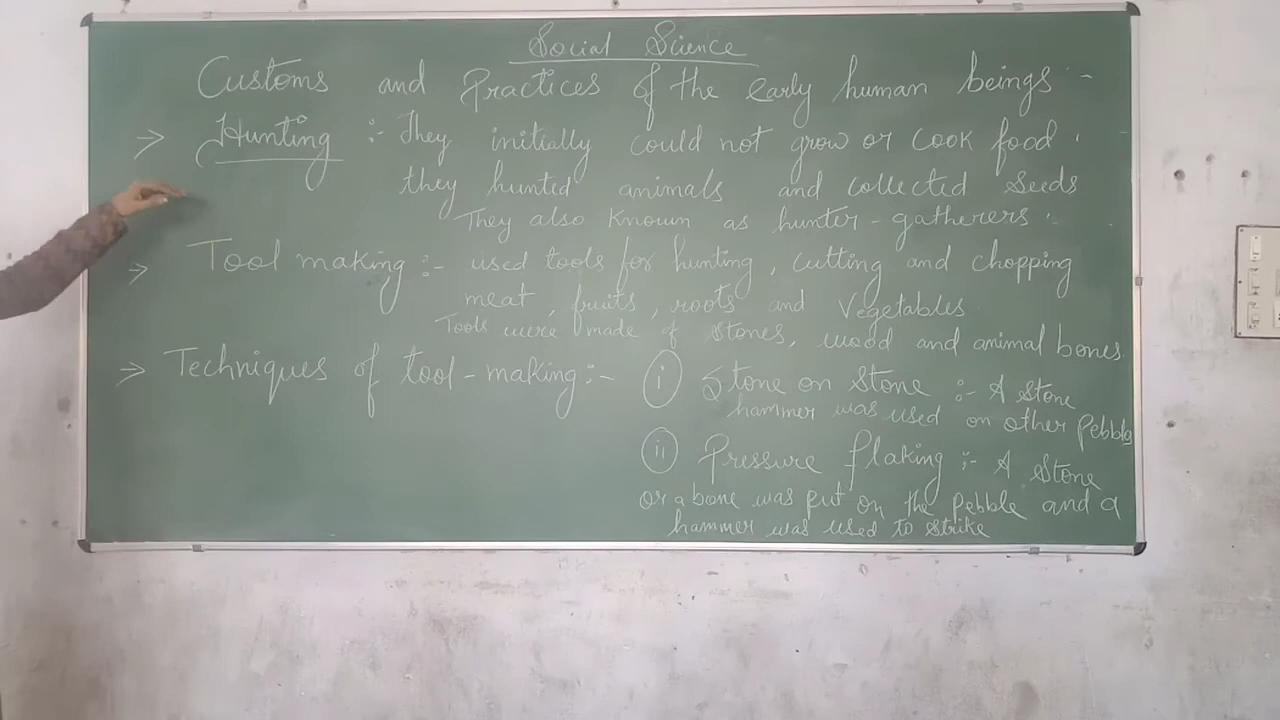 Social Science
Customs and Practices of the early human beings :-
> Hunting :- They initially could not grow or cook food.
they hunted animals and collected seeds
They also known as hunter-gatherers.
> Tool making :- used tools for hunting, cutting and chopping
meat, fruits, roots and vegetables
Tools were made of stones, wood and animal bones.
> Techniques of tool-making :- (i) Stone on Stone :- A stone
hammer was used on other Pebbly
(ii) Pressure flaking :- A stone
or a bone was put on the pebble and a
hammer was used to strike